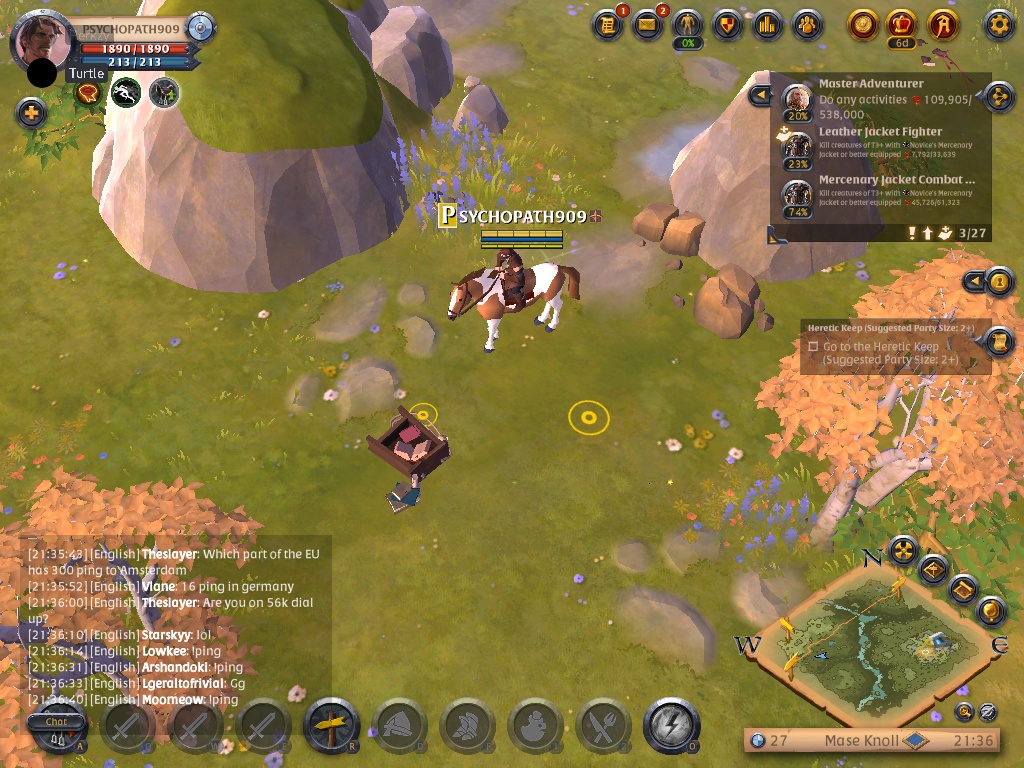 PSYCHOPATH909
1890 / 1890
213 / 213
Turtle
1
2
0%
6d
Master Adventurer
Do any activities 109,905/
538,000
20%
Leather Jacket Fighter
Kill creatures of T3+ with Novice's Mercenary
Jacket or better equipped 7,792/33,639
23%
Mercenary Jacket Combat ...
Kill creatures of T3+ with Novice's Mercenary
Jacket or better equipped 45,726/61,323
74%
3/27
PSYCHOPATH909
Heretic Keep (Suggested Party Size: 2+)
Go to the Heretic Keep
(Suggested Party Size: 2+)
[21:35:43][English] Theslayer: Which part of the EU
has 300 ping to Amsterdam
[21:35:52][English] Viane: 16 ping in germany
[21:36:00][English] Theslayer: Are you on 56k dial
up?
[21:36:10][English] Starskyy: lol
[21:36:14][English] Lowkee: !ping
[21:36:31][English] Arshandoki: !ping
[21:36:33][English] Lgeraltofrivial: Gg
[21:36:40][English] Moomeow: !ping
N
W
E
Chat
A
R
O
27 Mase Knoll 21:36